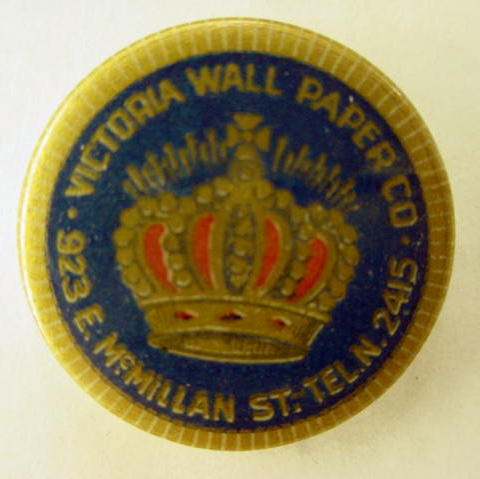 VICTORIA WALL PAPER CO
923 E. McMILLAN ST.-TEL.N.2415